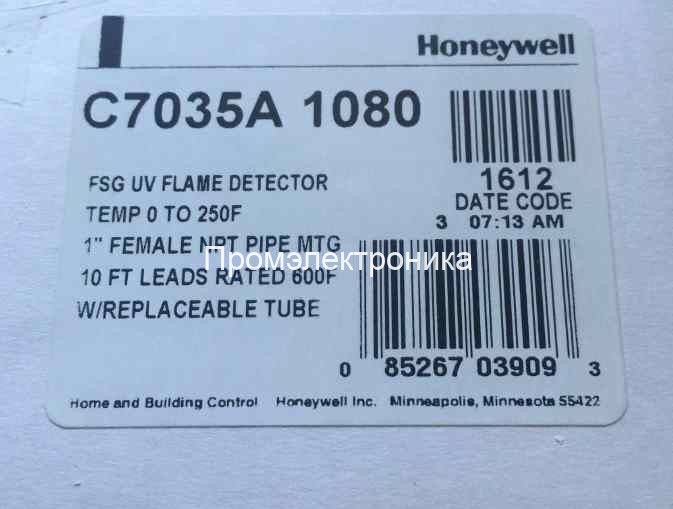 Honeywell
C7035A 1080
1612
DATE CODE
3 07:13 AM
FSG UV FLAME DETECTOR
TEMP 0 TO 250F
1" FEMALE NPT PIPE MTG
Промэлектроника
10 FT LEADS RATED 600F
W/REPLACEABLE TUBE
0 85267 03909 3
Home and Building Control Honeywell Inc. Minneapolis, Minnesota 55422